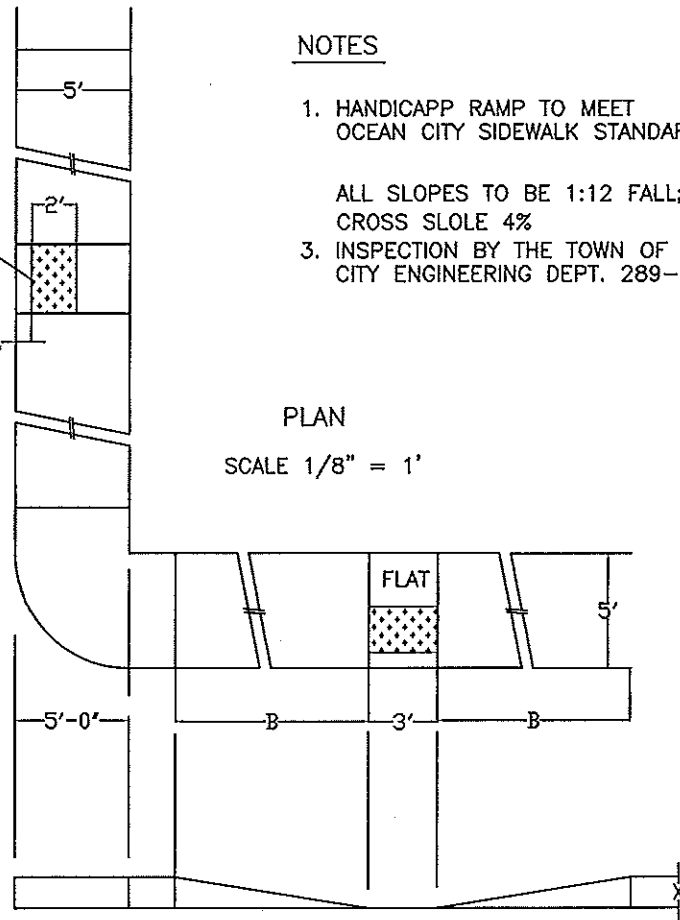 NOTES
1. HANDICAPP RAMP TO MEET
OCEAN CITY SIDEWALK
ALL SLOPES TO BE 1:12 FALL;
CROSS SLOLE 4%
3. INSPECTION BY THE TOWN OF
CITY ENGINEERING DEPT. 289-
5'
2'
PLAN
SCALE 1/8" = 1'
FLAT
5'
5'-0'
B
3'
B
X